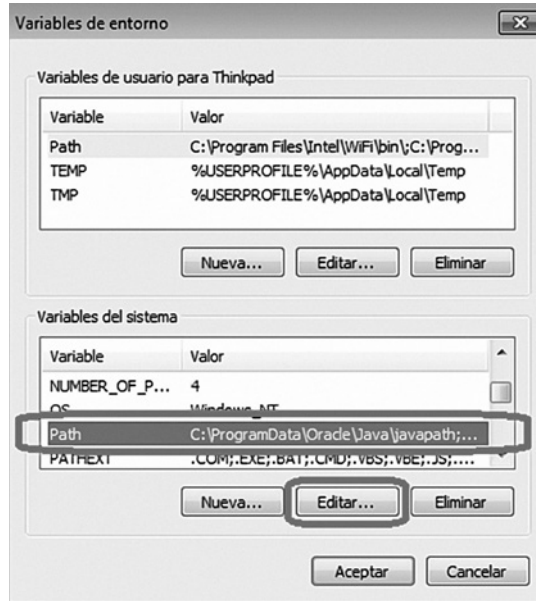 Variables de entorno
Variables de usuario para Thinkpad
Variable Valor
Path C:\Program Files\Intel\WiFi\bin\;C:\Prog...
TEMP %USERPROFILE%\AppData\Local\Temp
TMP %USERPROFILE%\AppData\Local\Temp
Nueva... Editar... Eliminar
Variables del sistema
Variable Valor
NUMBER_OF_P... 4
OS Windows_NT
Path C:\ProgramData\Oracle\Java\javapath;...
PATHEXT .COM;.EXE;.BAT;.CMD;.VBS;.VBE;.JS;....
Nueva... Editar... Eliminar
Aceptar Cancelar